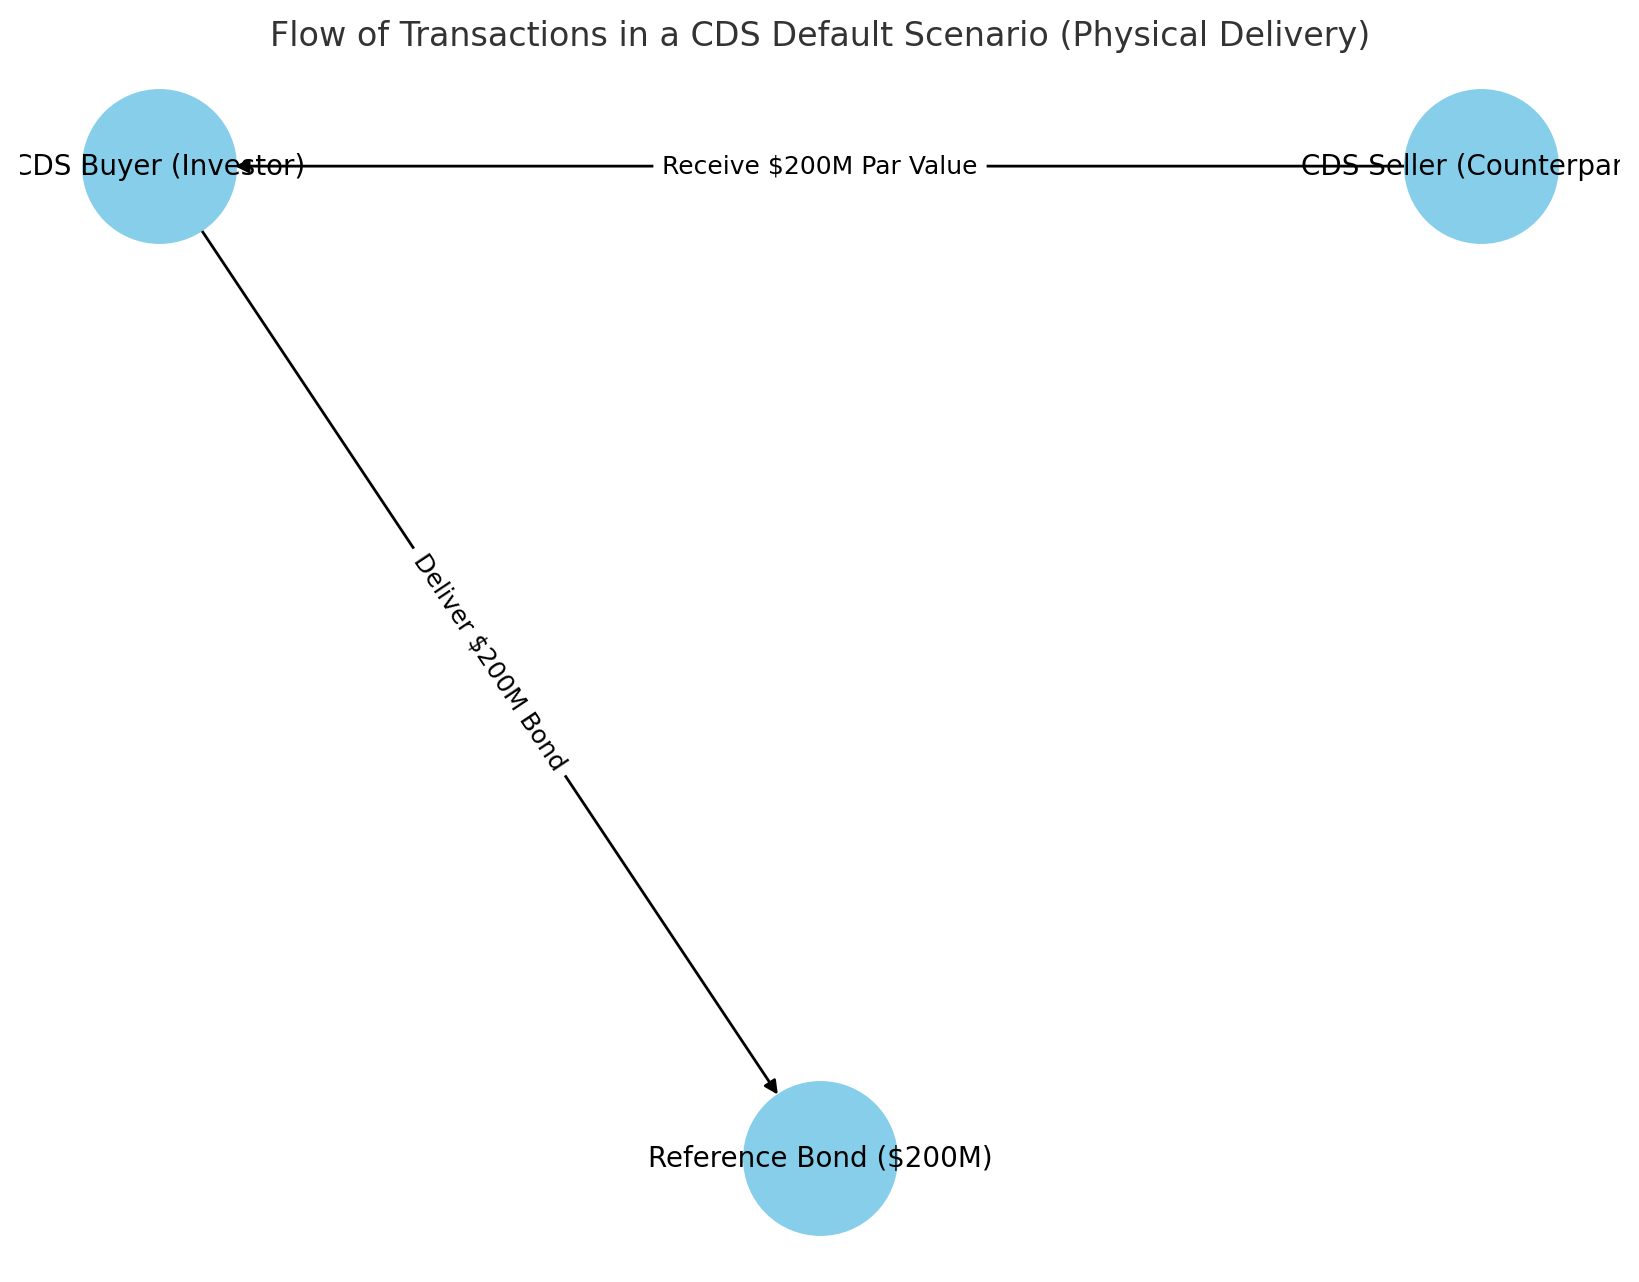 Flow of Transactions in a CDS Default Scenario (Physical Delivery)
CDS Buyer (Investor)
Receive $200M Par Value
CDS Seller (Counterpar
Deliver $200M Bond
Reference Bond ($200M)